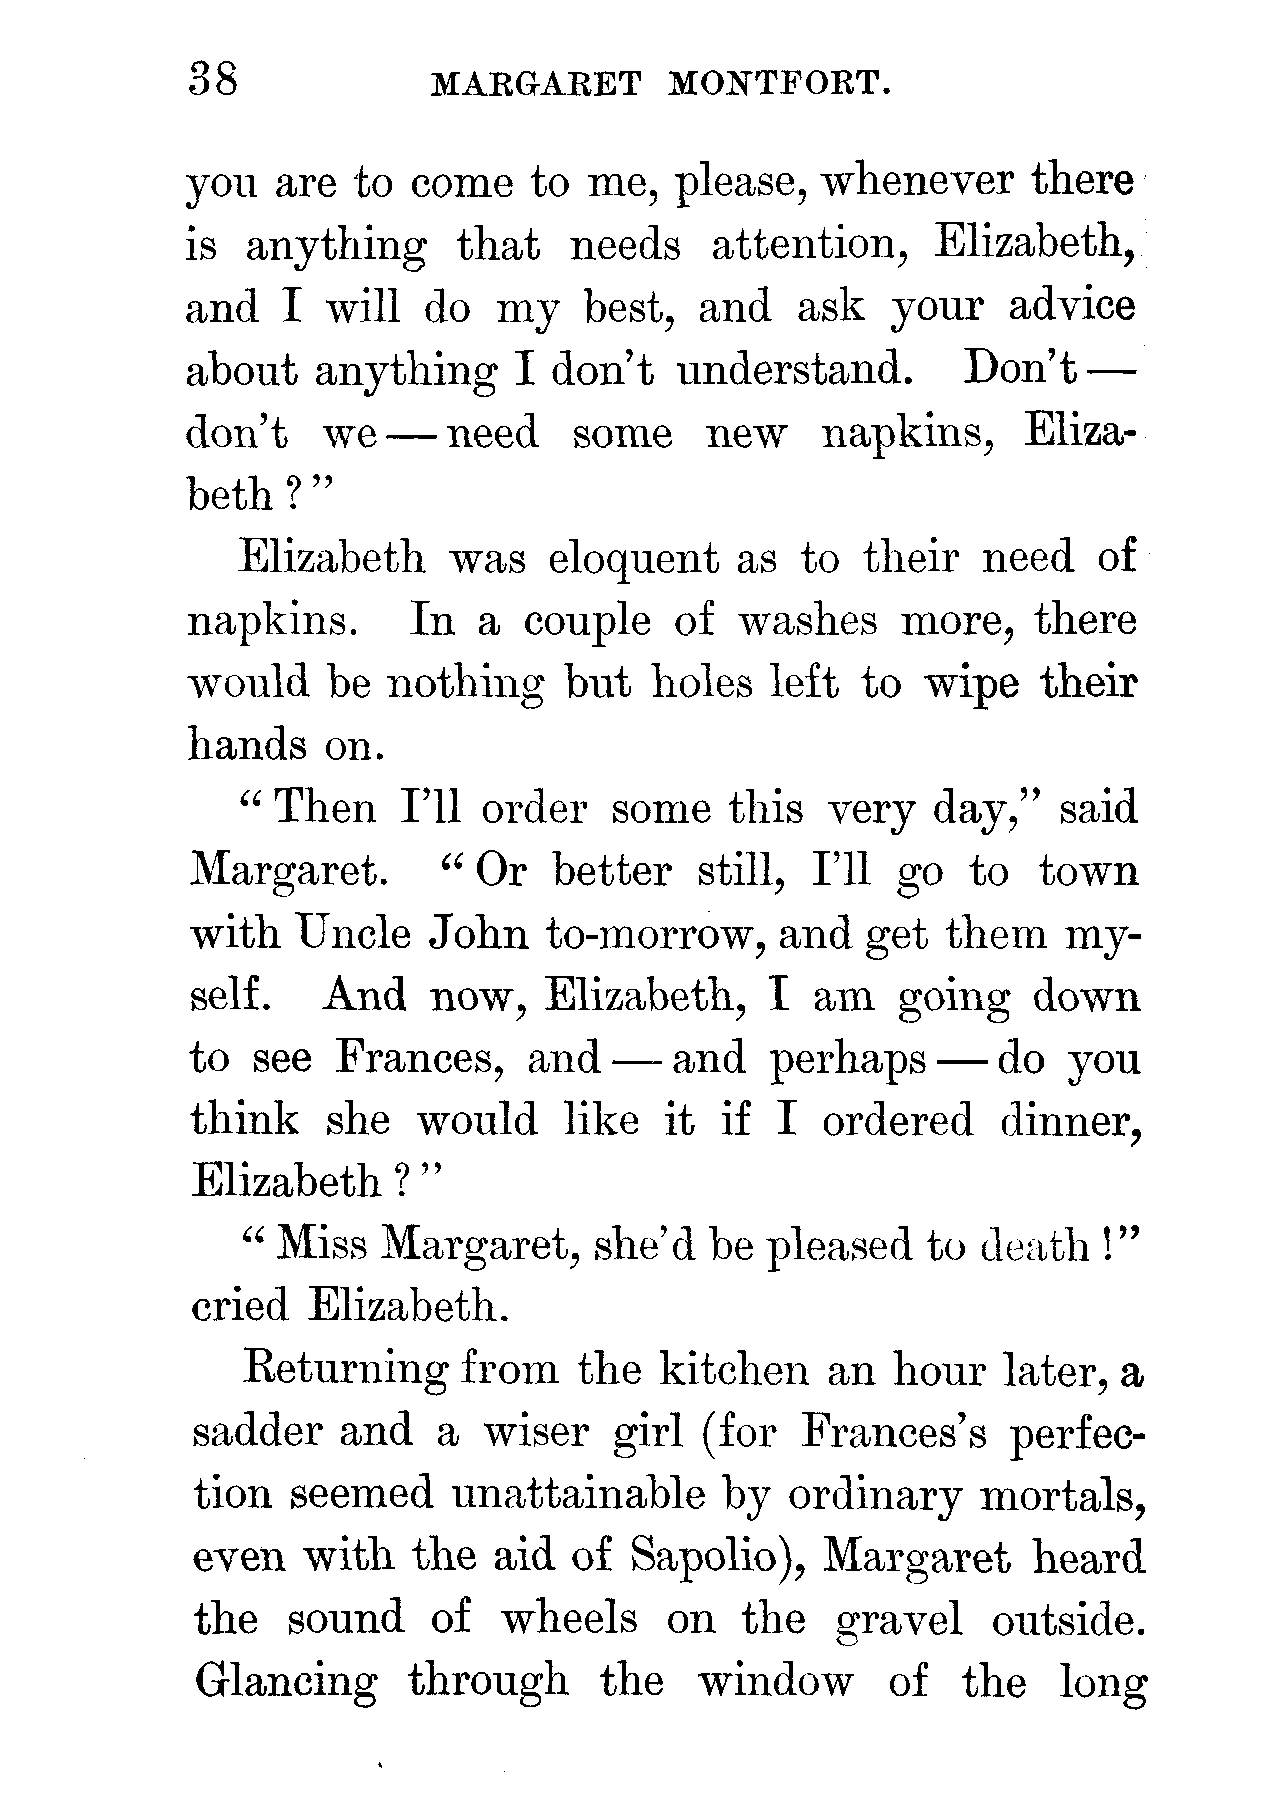 38 MARGARET MONTFORT.
you are to come to me, please, whenever there
is anything that needs attention, Elizabeth,
and I will do my best, and ask your advice
about anything I don't understand. Don't —
don't we — need some new napkins, Eliza-
beth ? "
Elizabeth was eloquent as to their need of
napkins. In a couple of washes more, there
would be nothing but holes left to wipe their
hands on.
" Then I'll order some this very day," said
Margaret. " Or better still, I'll go to town
with Uncle John to-morrow, and get them my-
self. And now, Elizabeth, I am going down
to see Frances, and — and perhaps — do you
think she would like it if I ordered dinner,
Elizabeth ? "
" Miss Margaret, she'd be pleased to death ! "
cried Elizabeth.
Returning from the kitchen an hour later, a
sadder and a wiser girl (for Frances's perfec-
tion seemed unattainable by ordinary mortals,
even with the aid of Sapolio), Margaret heard
the sound of wheels on the gravel outside.
Glancing through the window of the long